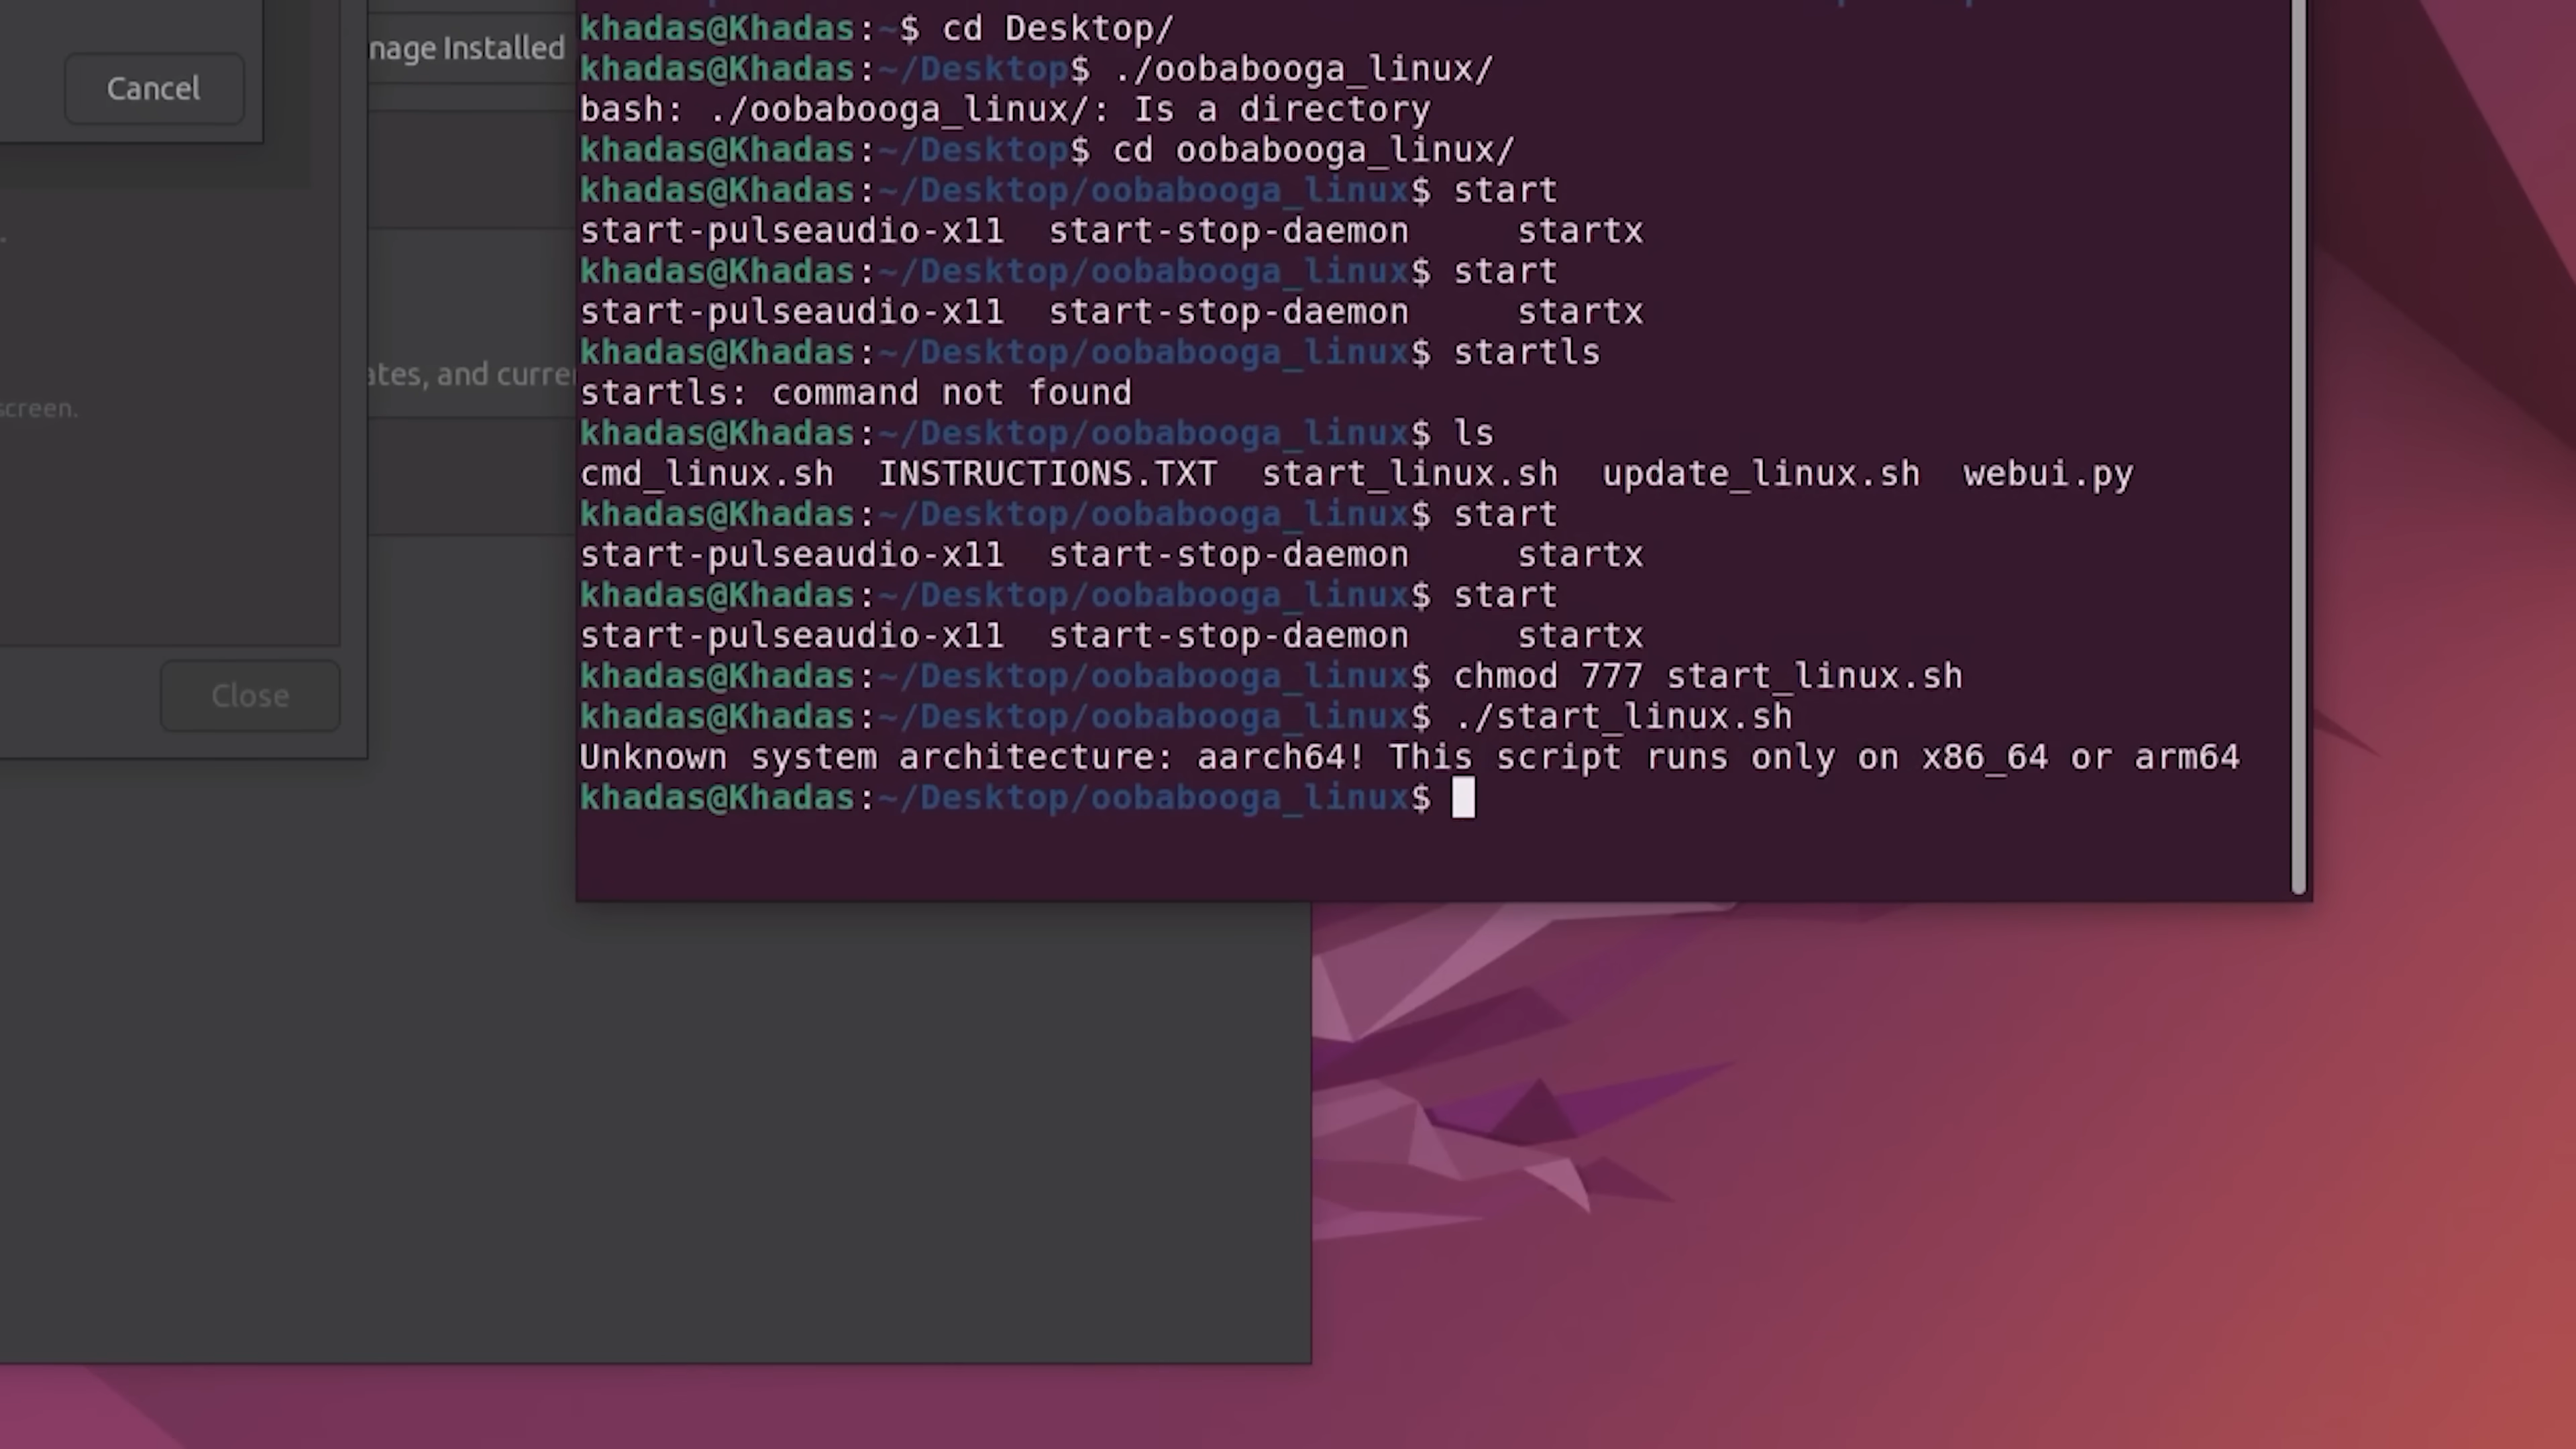 Cancel
nage Installed
ates, and curre
screen.
Close
khadas@Khadas:~$ cd Desktop/
khadas@Khadas:~/Desktop$ ./oobabooga_linux/
bash: ./oobabooga_linux/: Is a directory
khadas@Khadas:~/Desktop$ cd oobabooga_linux/
khadas@Khadas:~/Desktop/oobabooga_linux$ start
start-pulseaudio-x11  start-stop-daemon     startx
khadas@Khadas:~/Desktop/oobabooga_linux$ start
start-pulseaudio-x11  start-stop-daemon     startx
khadas@Khadas:~/Desktop/oobabooga_linux$ startls
startls: command not found
khadas@Khadas:~/Desktop/oobabooga_linux$ ls
cmd_linux.sh  INSTRUCTIONS.TXT  start_linux.sh  update_linux.sh  webui.py
khadas@Khadas:~/Desktop/oobabooga_linux$ start
start-pulseaudio-x11  start-stop-daemon     startx
khadas@Khadas:~/Desktop/oobabooga_linux$ start
start-pulseaudio-x11  start-stop-daemon     startx
khadas@Khadas:~/Desktop/oobabooga_linux$ chmod 777 start_linux.sh
khadas@Khadas:~/Desktop/oobabooga_linux$ ./start_linux.sh
Unknown system architecture: aarch64! This script runs only on x86_64 or arm64
khadas@Khadas:~/Desktop/oobabooga_linux$